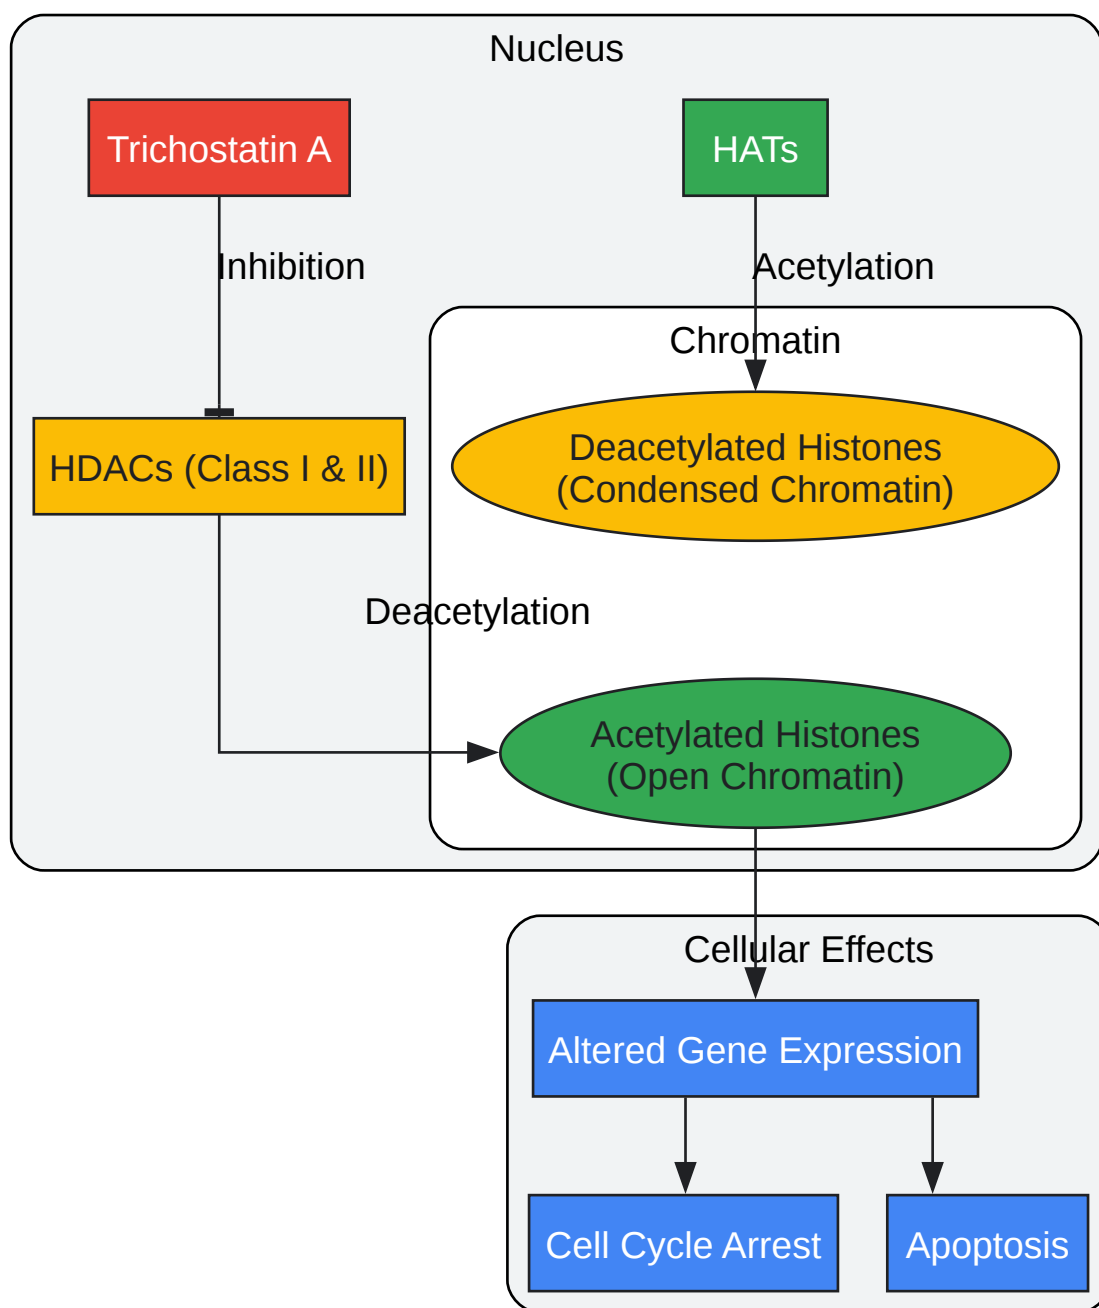 Nucleus
Trichostatin A
HATs
Inhibition
Acetylation
Chromatin
HDACs (Class I & II)
Deacetylated Histones
(Condensed Chromatin)
Deacetylation
Acetylated Histones
(Open Chromatin)
Cellular Effects
Altered Gene Expression
Cell Cycle Arrest
Apoptosis